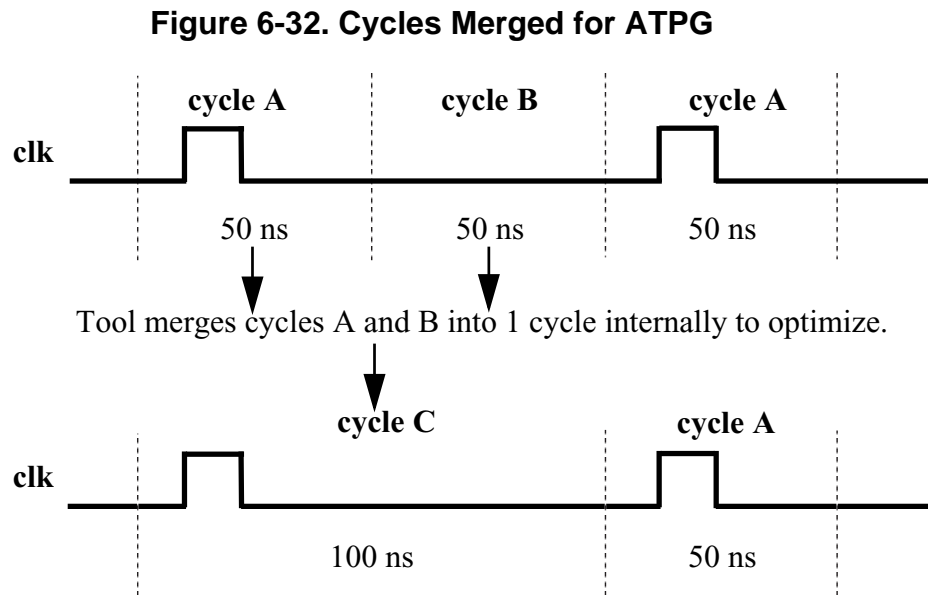 Figure 6-32. Cycles Merged for ATPG
cycle A cycle B cycle A
clk
50 ns 50 ns 50 ns
Tool merges cycles A and B into 1 cycle internally to optimize.
cycle C cycle A
clk
100 ns 50 ns